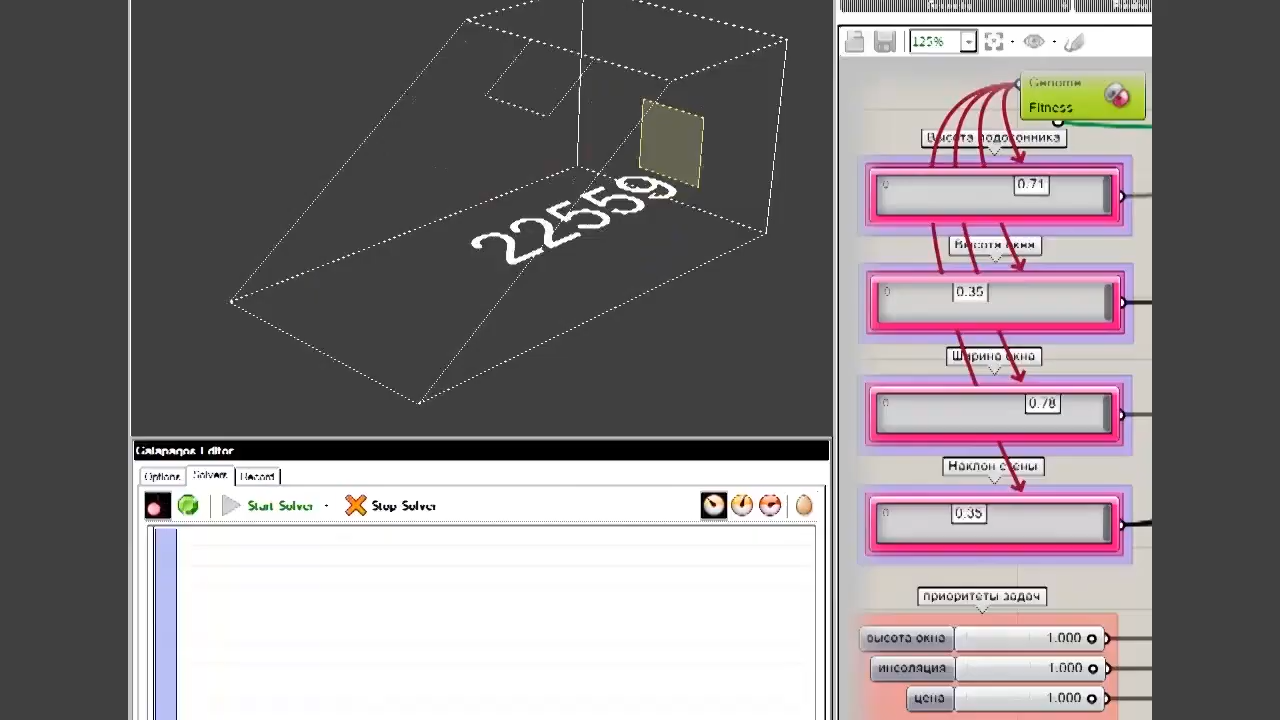 125%
Genome
Fitness
Высота подоконника
0
0.71
22559
Высота окна
0
0.35
Ширина окна
0
0.78
Galapagos Editor
Options
Solvers
Record
Наклон стены
Start Solver
Stop Solver
0
0.35
приоритеты задач
высота окна
1.000
инсоляция
1.000
цена
1.000